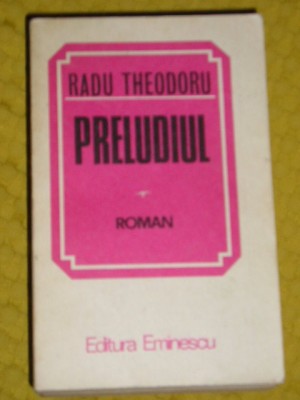 RADU THEODORU
PRELUDIUL
ROMAN
Editura Eminescu